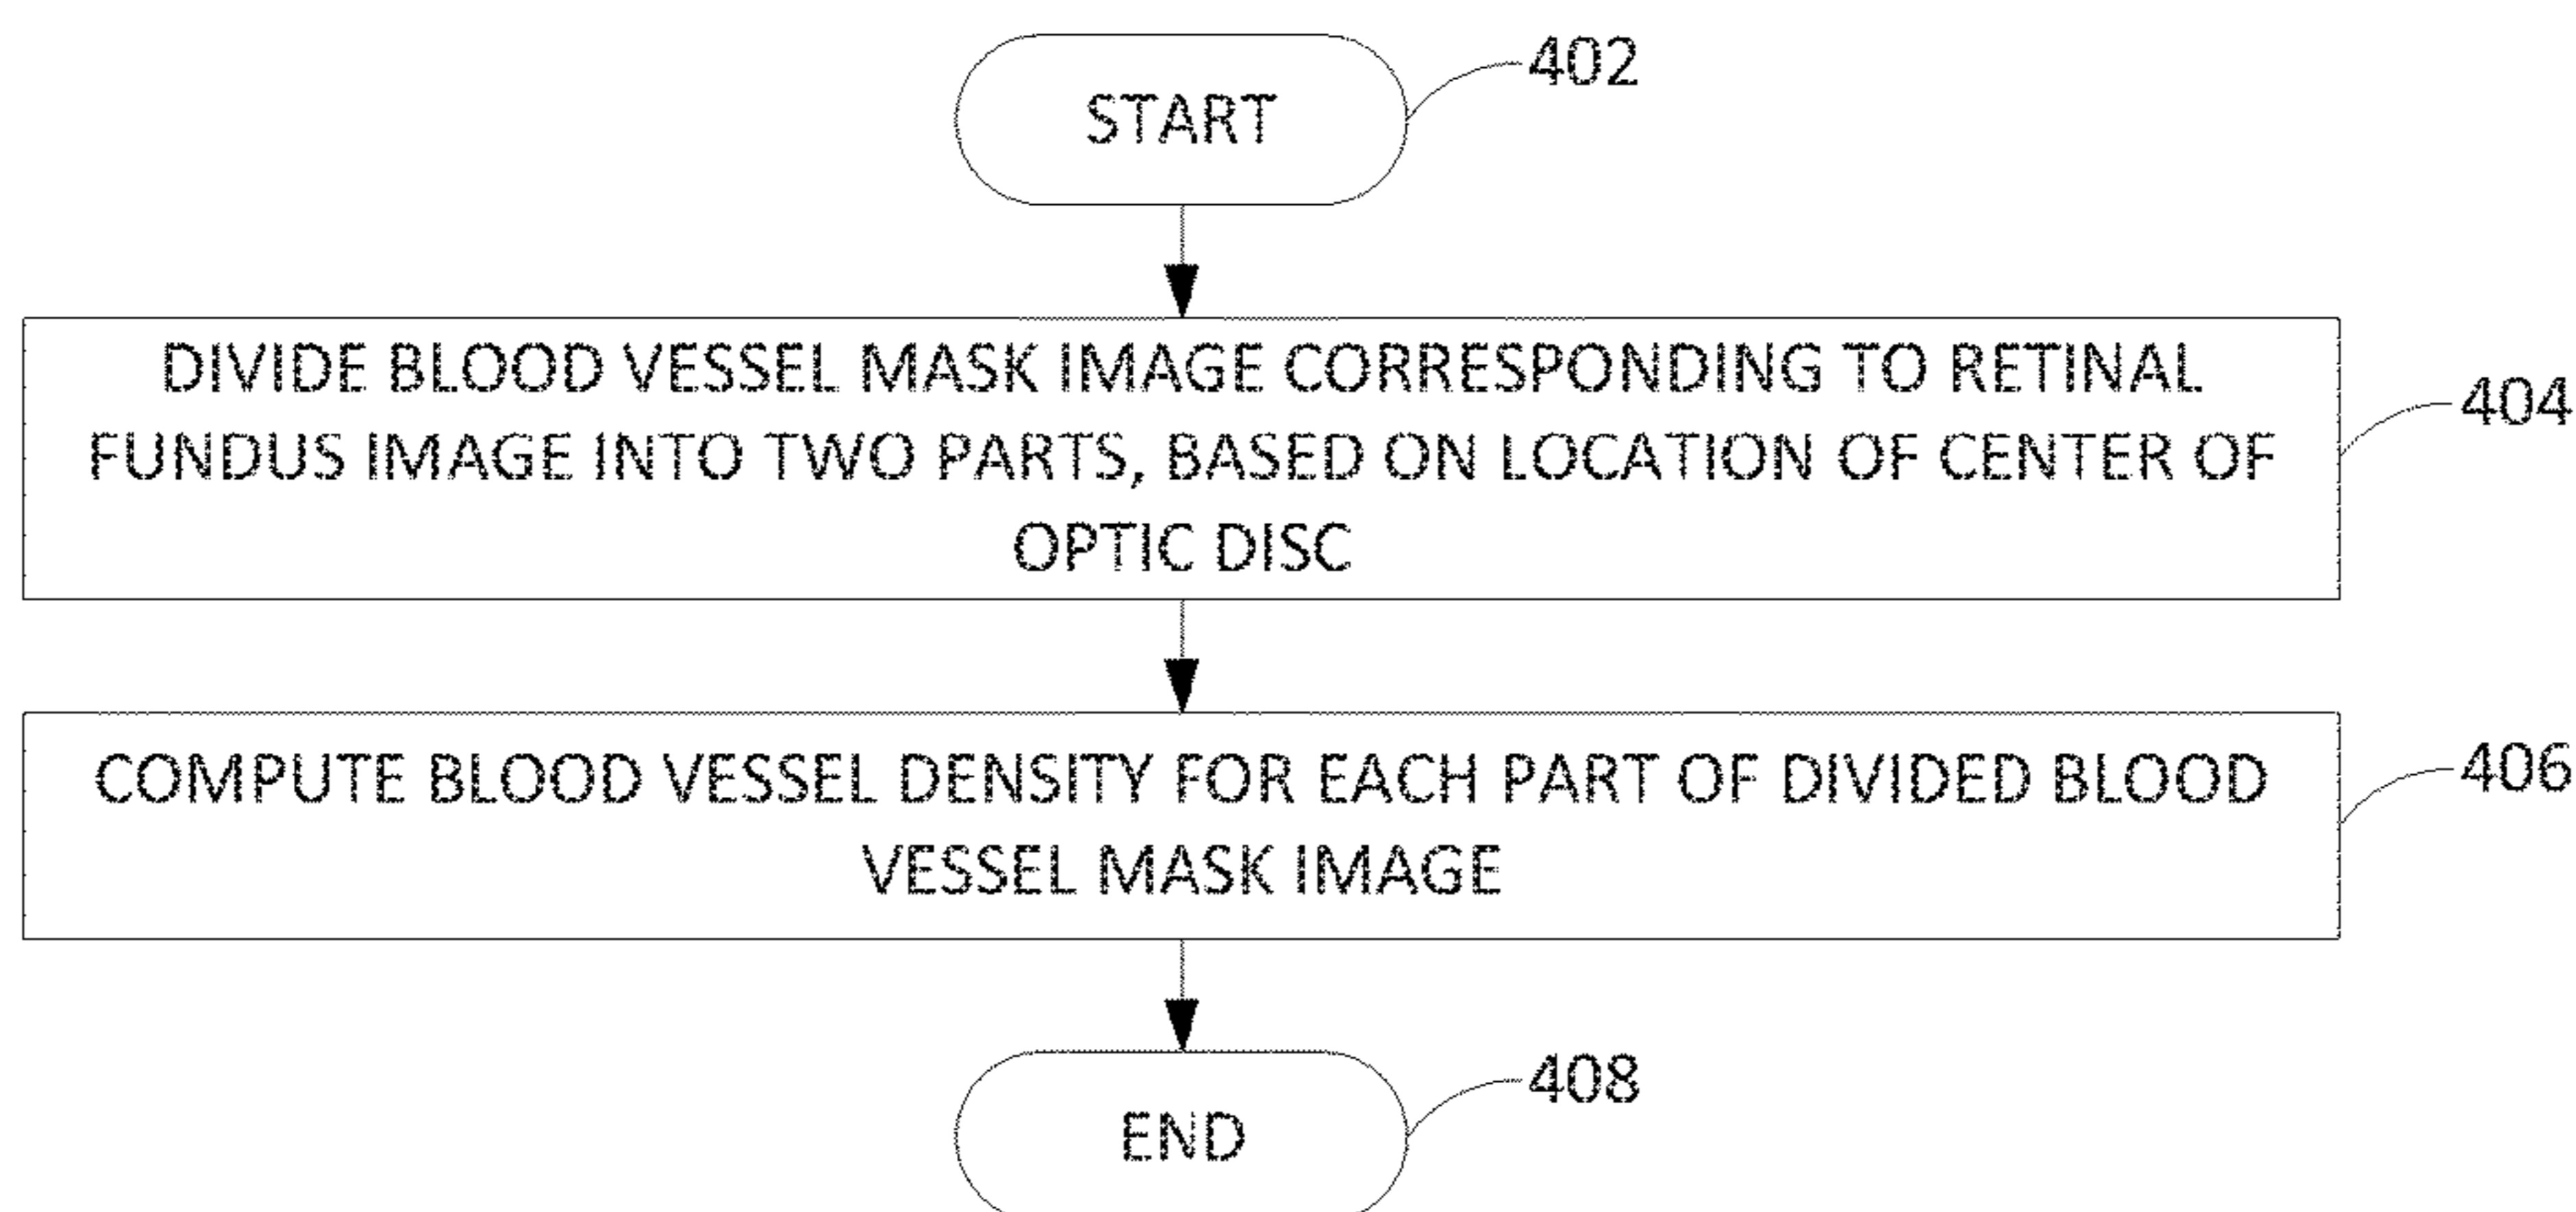 START
402
DIVIDE BLOOD VESSEL MASK IMAGE CORRESPONDING TO RETINAL
FUNDUS IMAGE INTO TWO PARTS, BASED ON LOCATION OF CENTER OF
OPTIC DISC
404
COMPUTE BLOOD VESSEL DENSITY FOR EACH PART OF DIVIDED BLOOD
VESSEL MASK IMAGE
406
END
408